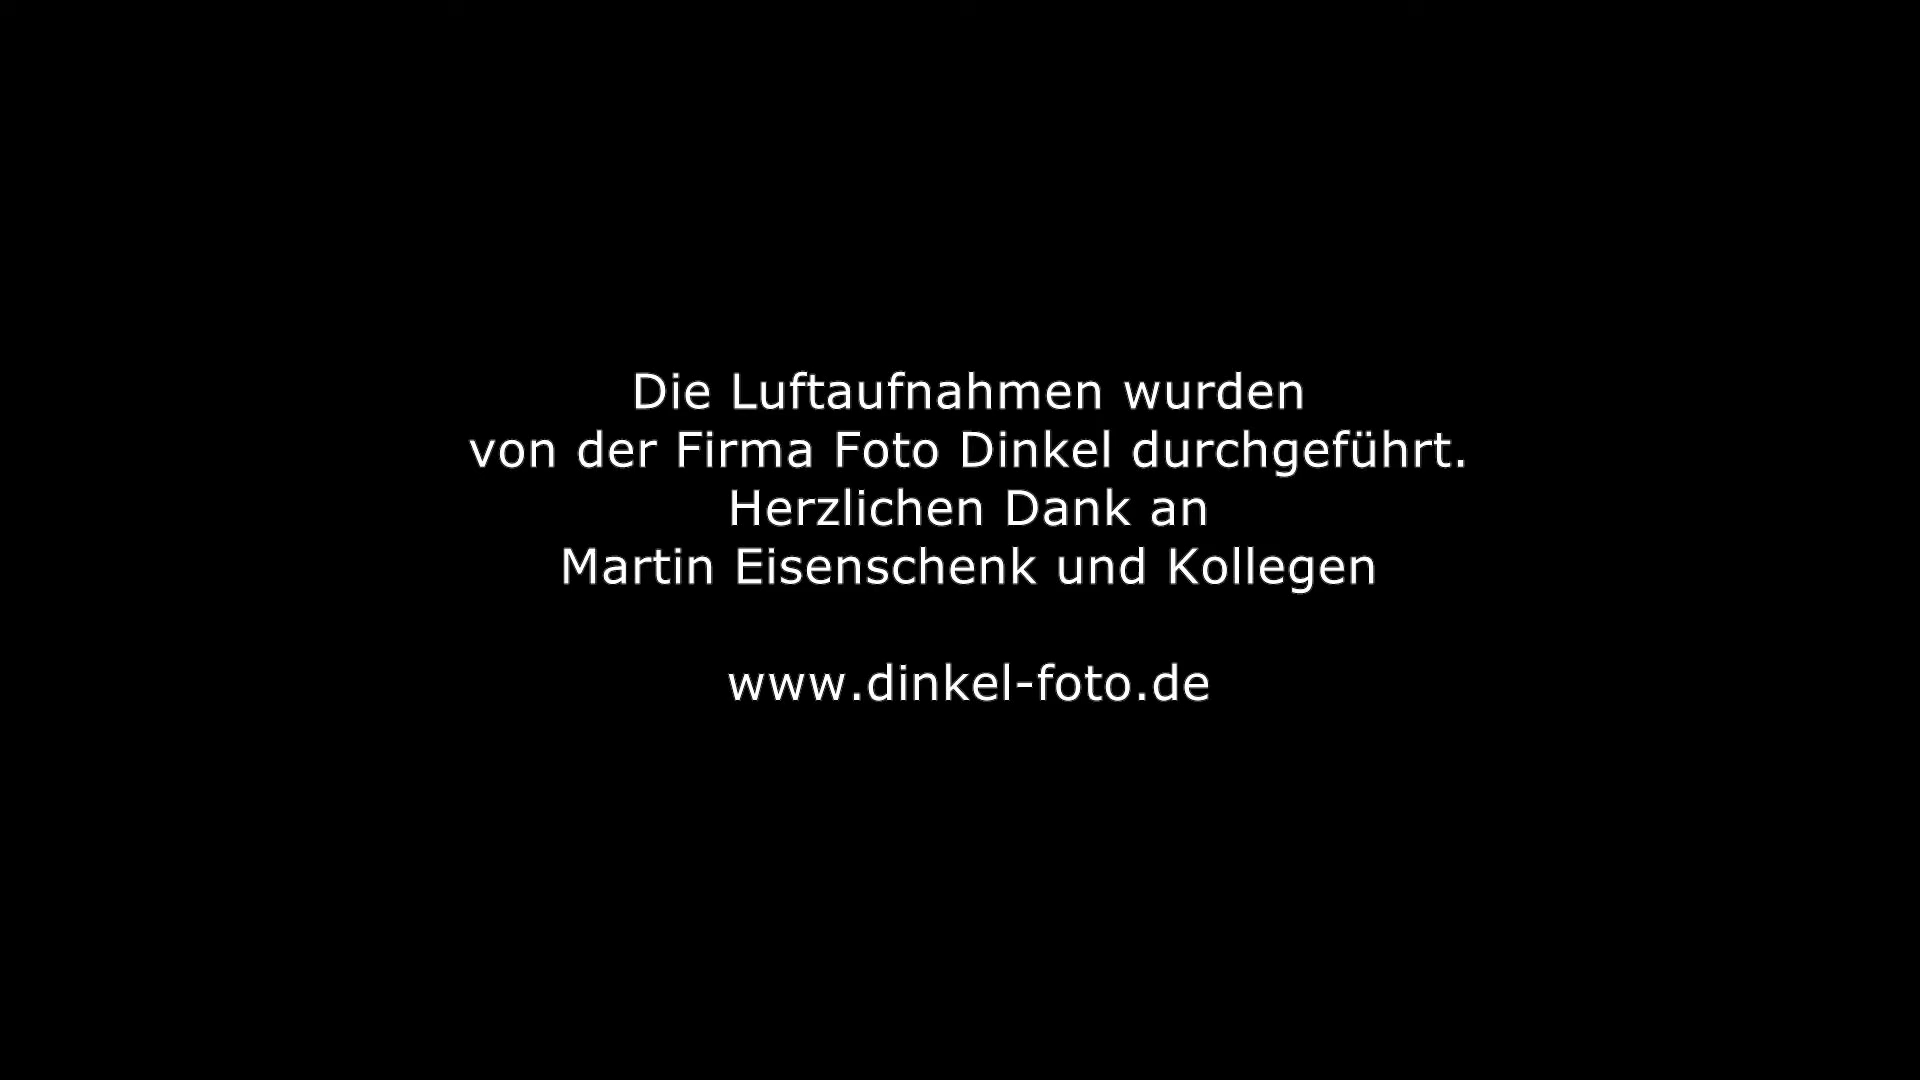 Die Luftaufnahmen wurden
von der Firma Foto Dinkel durchgeführt.
Herzlichen Dank an
Martin Eisenschenk und Kollegen
www.dinkel-foto.de